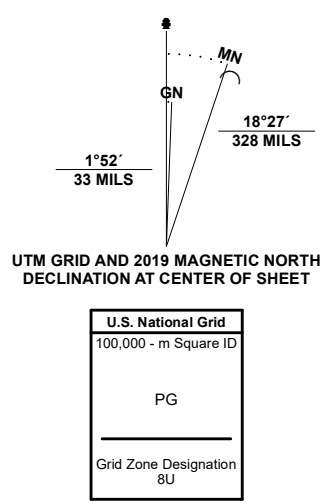 MN
GN
18°27´
328 MILS
1°52´
33 MILS
UTM GRID AND 2019 MAGNETIC NORTH
DECLINATION AT CENTER OF SHEET
U.S. National Grid
100,000 - m Square ID
PG
Grid Zone Designation
8U